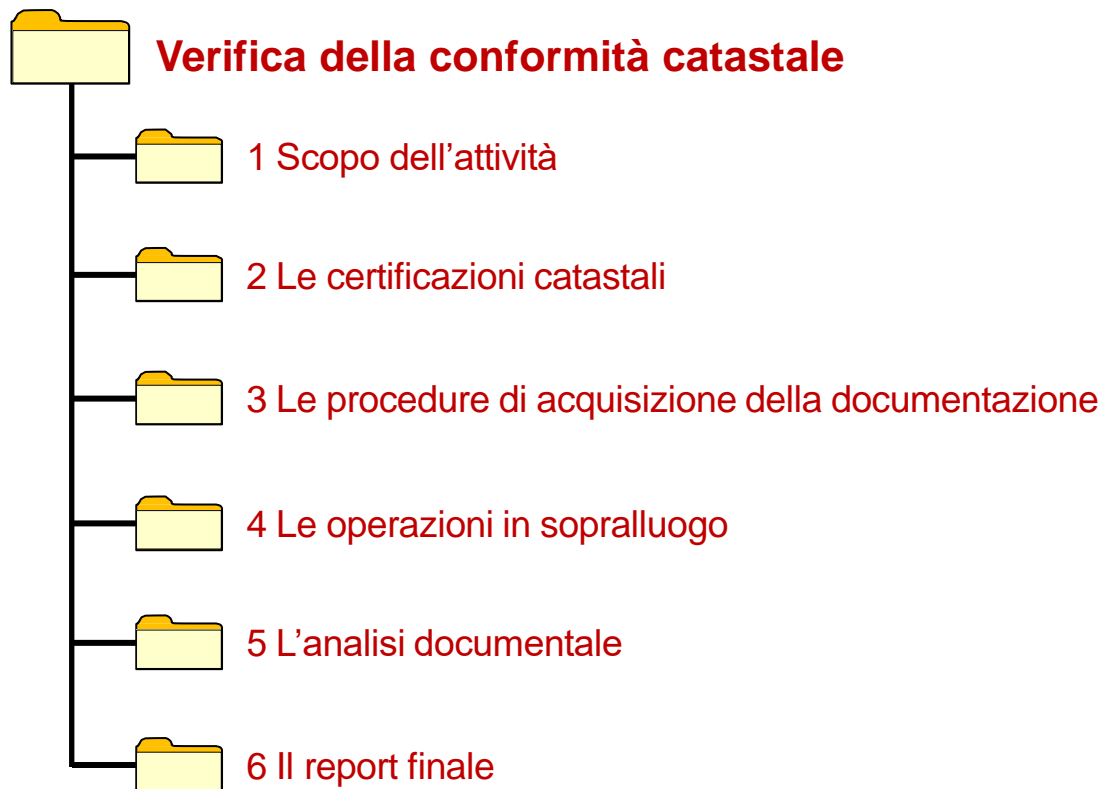 Verifica della conformità catastale
1 Scopo dell’attività
2 Le certificazioni catastali
3 Le procedure di acquisizione della documentazione
4 Le operazioni in sopralluogo
5 L’analisi documentale
6 Il report finale